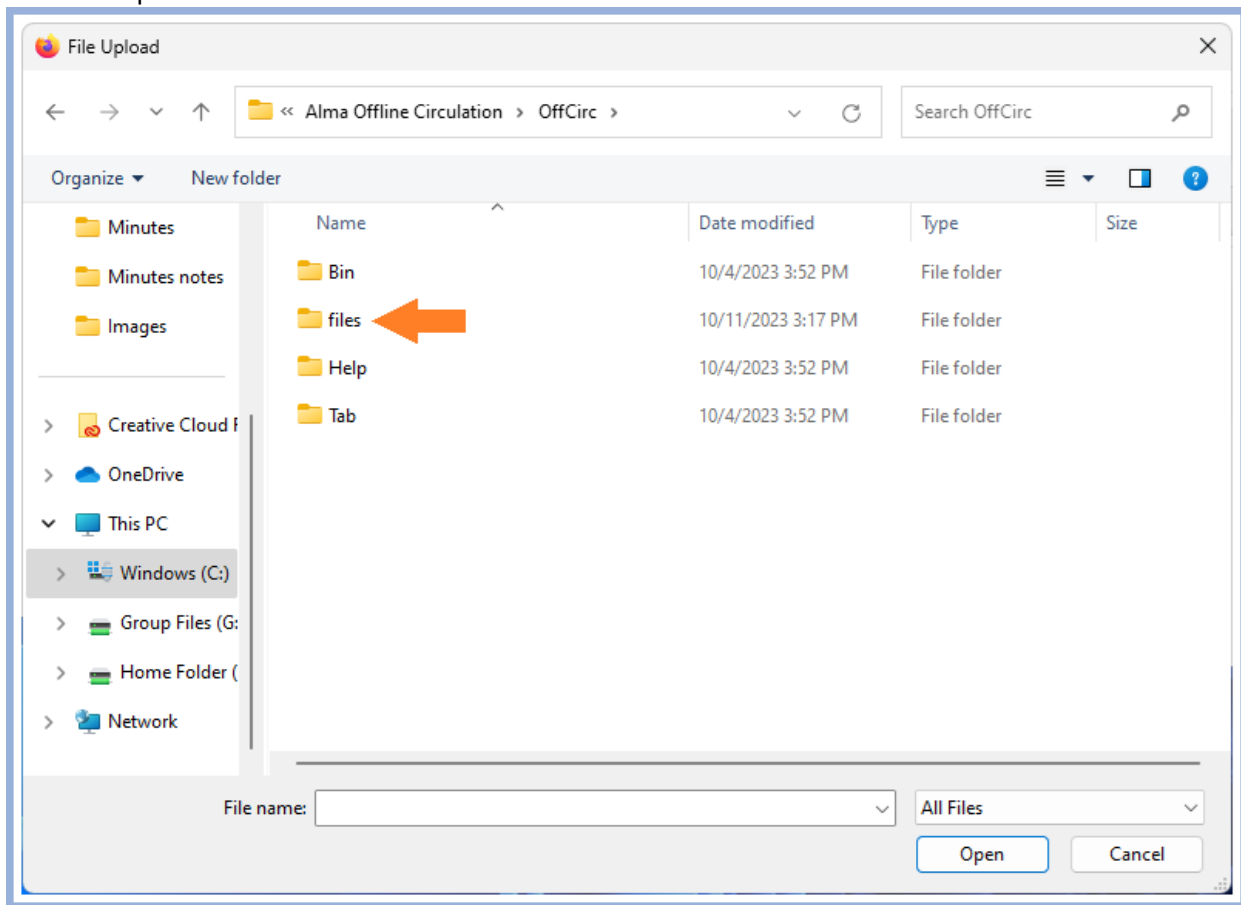 File Upload
« Alma Offline Circulation > OffCirc >
Search OffCirc
Organize
New folder
Name Date modified Type Size
Minutes
Minutes notes
Images
Creative Cloud F
OneDrive
This PC
Windows (C:)
Group Files (G:
Home Folder (
Network
Bin 10/4/2023 3:52 PM File folder
files 10/11/2023 3:17 PM File folder
Help 10/4/2023 3:52 PM File folder
Tab 10/4/2023 3:52 PM File folder
File name:
All Files
Open
Cancel